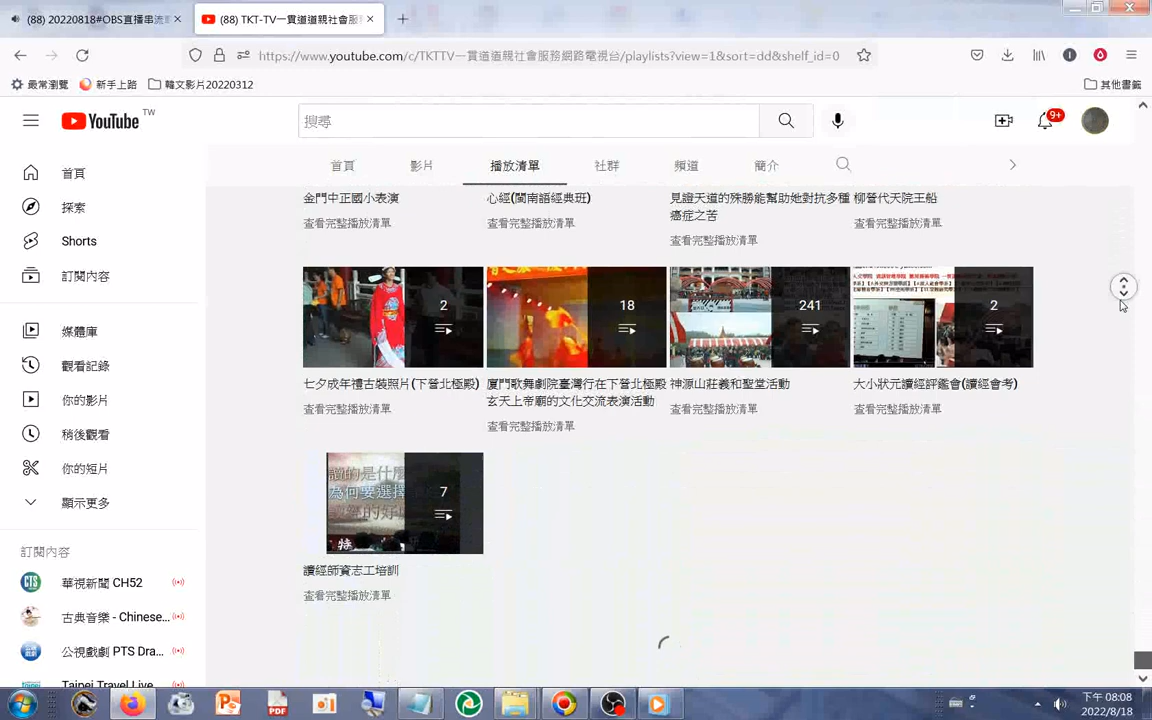 (88) 20220818#OBS直播串流
(88) TKT-TV一貫道道親社會服
https://www.youtube.com/c/TKTTV一貫道道親社會服務網路電視台/playlists?view=1&sort=dd&shelf_id=0
最常瀏覽
新手上路
韓文影片20220312
其他書籤
YouTube
TW
搜尋
9+
首頁
影片
播放清單
社群
頻道
簡介
首頁
探索
Shorts
訂閱內容
媒體庫
觀看記錄
你的影片
稍後觀看
你的短片
顯示更多
訂閱內容
CTS
華視新聞 CH52
古典音樂 - Chinese...
公視戲劇 PTS Dra...
Taipei Travel Live
金門中正國小表演
查看完整播放清單
心經(閩南語經典班)
查看完整播放清單
見證天道的殊勝能幫助她對抗多種
癌症之苦
查看完整播放清單
柳營代天院王船
查看完整播放清單
2
七夕成年禮古裝照片(下營北極殿)
查看完整播放清單
18
廈門歌舞劇院臺灣行在下營北極殿
玄天上帝廟的文化交流表演活動
查看完整播放清單
241
神源山莊義和聖堂活動
查看完整播放清單
2
大小狀元讀經評鑑會(讀經會考)
查看完整播放清單
讀的是什
為何要選擇
7
讀經師資志工培訓
查看完整播放清單
PDF
下午 08:08
2022/8/18